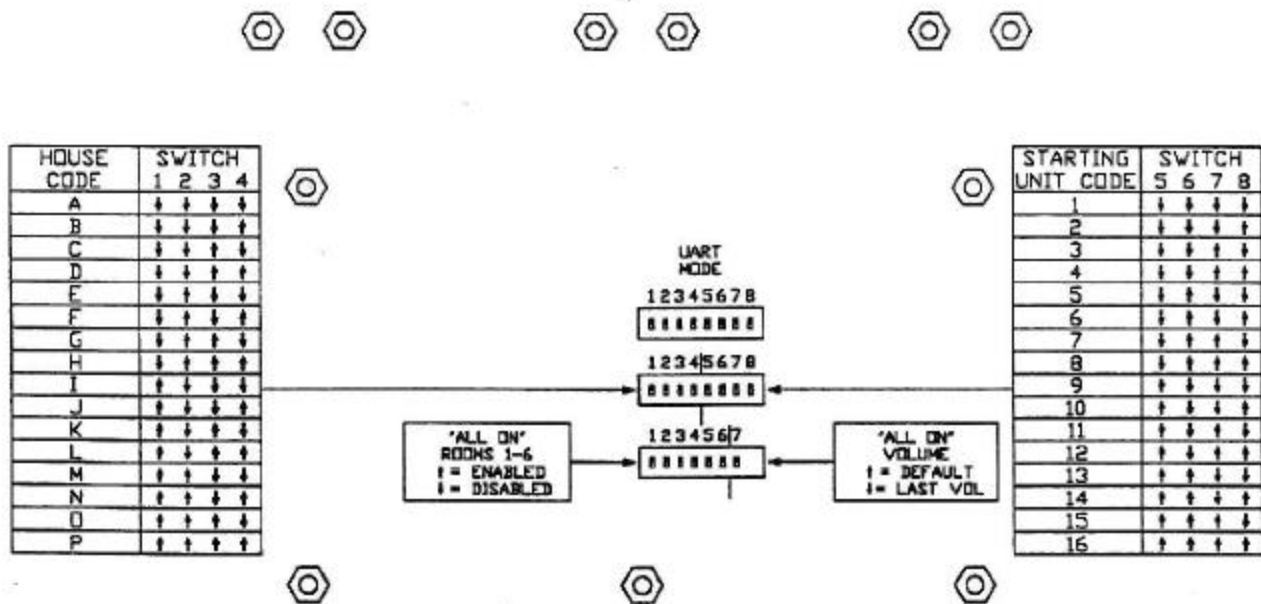 HOUSE CODE SWITCH
1 2 3 4
A ↓ ↓ ↓ ↓
B ↓ ↓ ↓ ↑
C ↓ ↓ ↑ ↓
D ↓ ↓ ↑ ↑
E ↓ ↑ ↓ ↓
F ↓ ↑ ↓ ↑
G ↓ ↑ ↑ ↓
H ↓ ↑ ↑ ↑
I ↑ ↓ ↓ ↓
J ↑ ↓ ↓ ↑
K ↑ ↓ ↑ ↓
L ↑ ↓ ↑ ↑
M ↑ ↑ ↓ ↓
N ↑ ↑ ↓ ↑
O ↑ ↑ ↑ ↓
P ↑ ↑ ↑ ↑
UART
MODE
12345678
12345678
1234567
"ALL ON"
ROOMS 1-6
↑ = ENABLED
↓ = DISABLED
"ALL ON"
VOLUME
↑ = DEFAULT
↓ = LAST VOL
STARTING UNIT CODE SWITCH
5 6 7 8
1 ↓ ↓ ↓ ↓
2 ↓ ↓ ↓ ↑
3 ↓ ↓ ↑ ↓
4 ↓ ↓ ↑ ↑
5 ↓ ↑ ↓ ↓
6 ↓ ↑ ↓ ↑
7 ↓ ↑ ↑ ↓
8 ↓ ↑ ↑ ↑
9 ↑ ↓ ↓ ↓
10 ↑ ↓ ↓ ↑
11 ↑ ↓ ↑ ↓
12 ↑ ↓ ↑ ↑
13 ↑ ↑ ↓ ↓
14 ↑ ↑ ↓ ↑
15 ↑ ↑ ↑ ↓
16 ↑ ↑ ↑ ↑